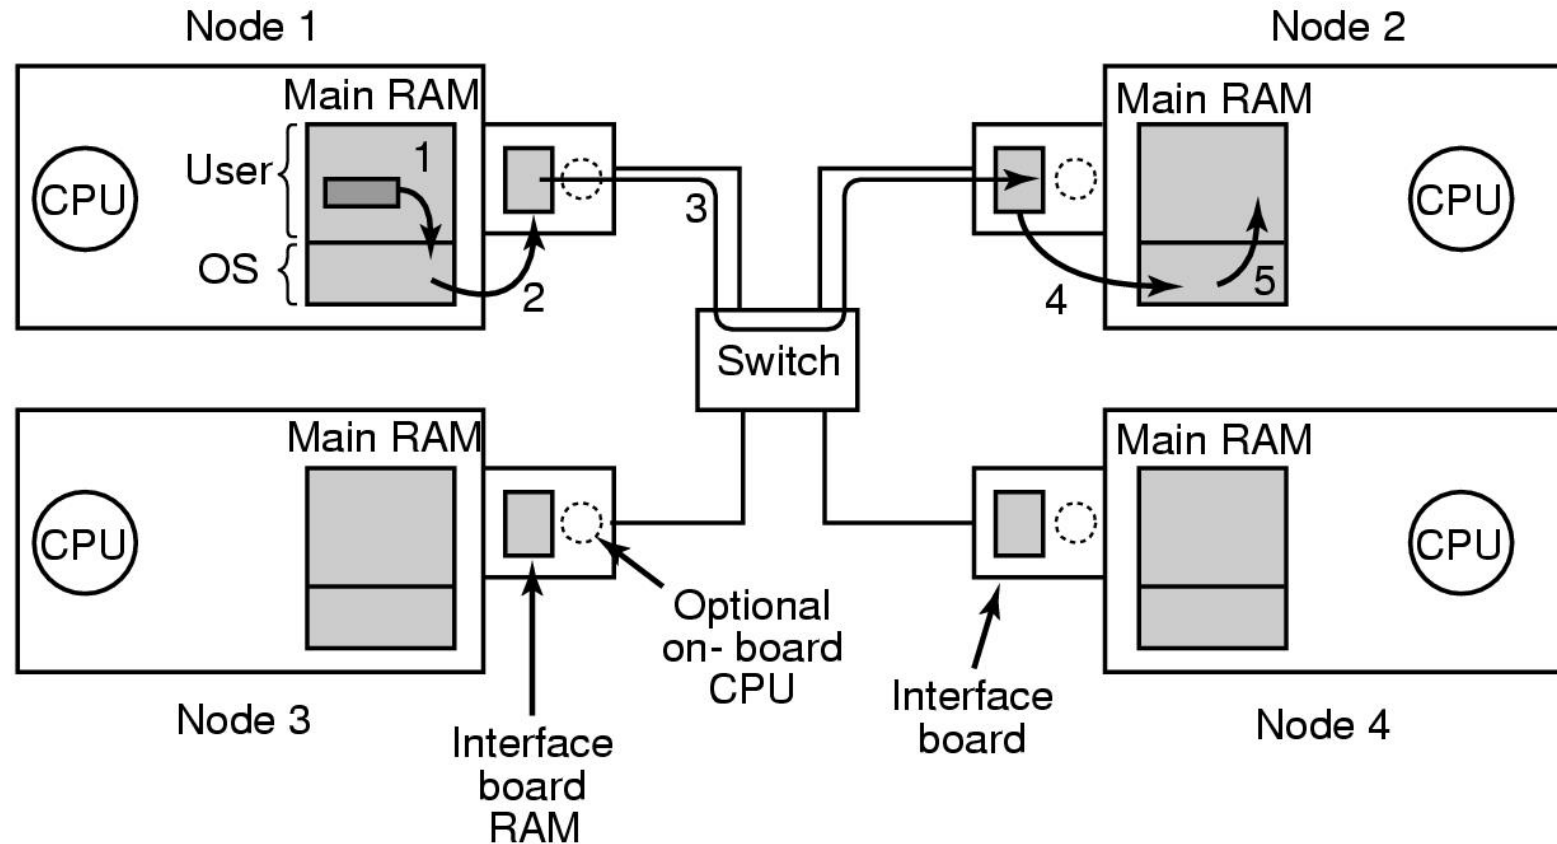 Node 1
Node 2
Main RAM
Main RAM
User
1
CPU
CPU
3
OS
2
4
5
Switch
Main RAM
Main RAM
CPU
CPU
Optional
on- board
CPU
Interface
board
Node 3
Node 4
Interface
board
RAM